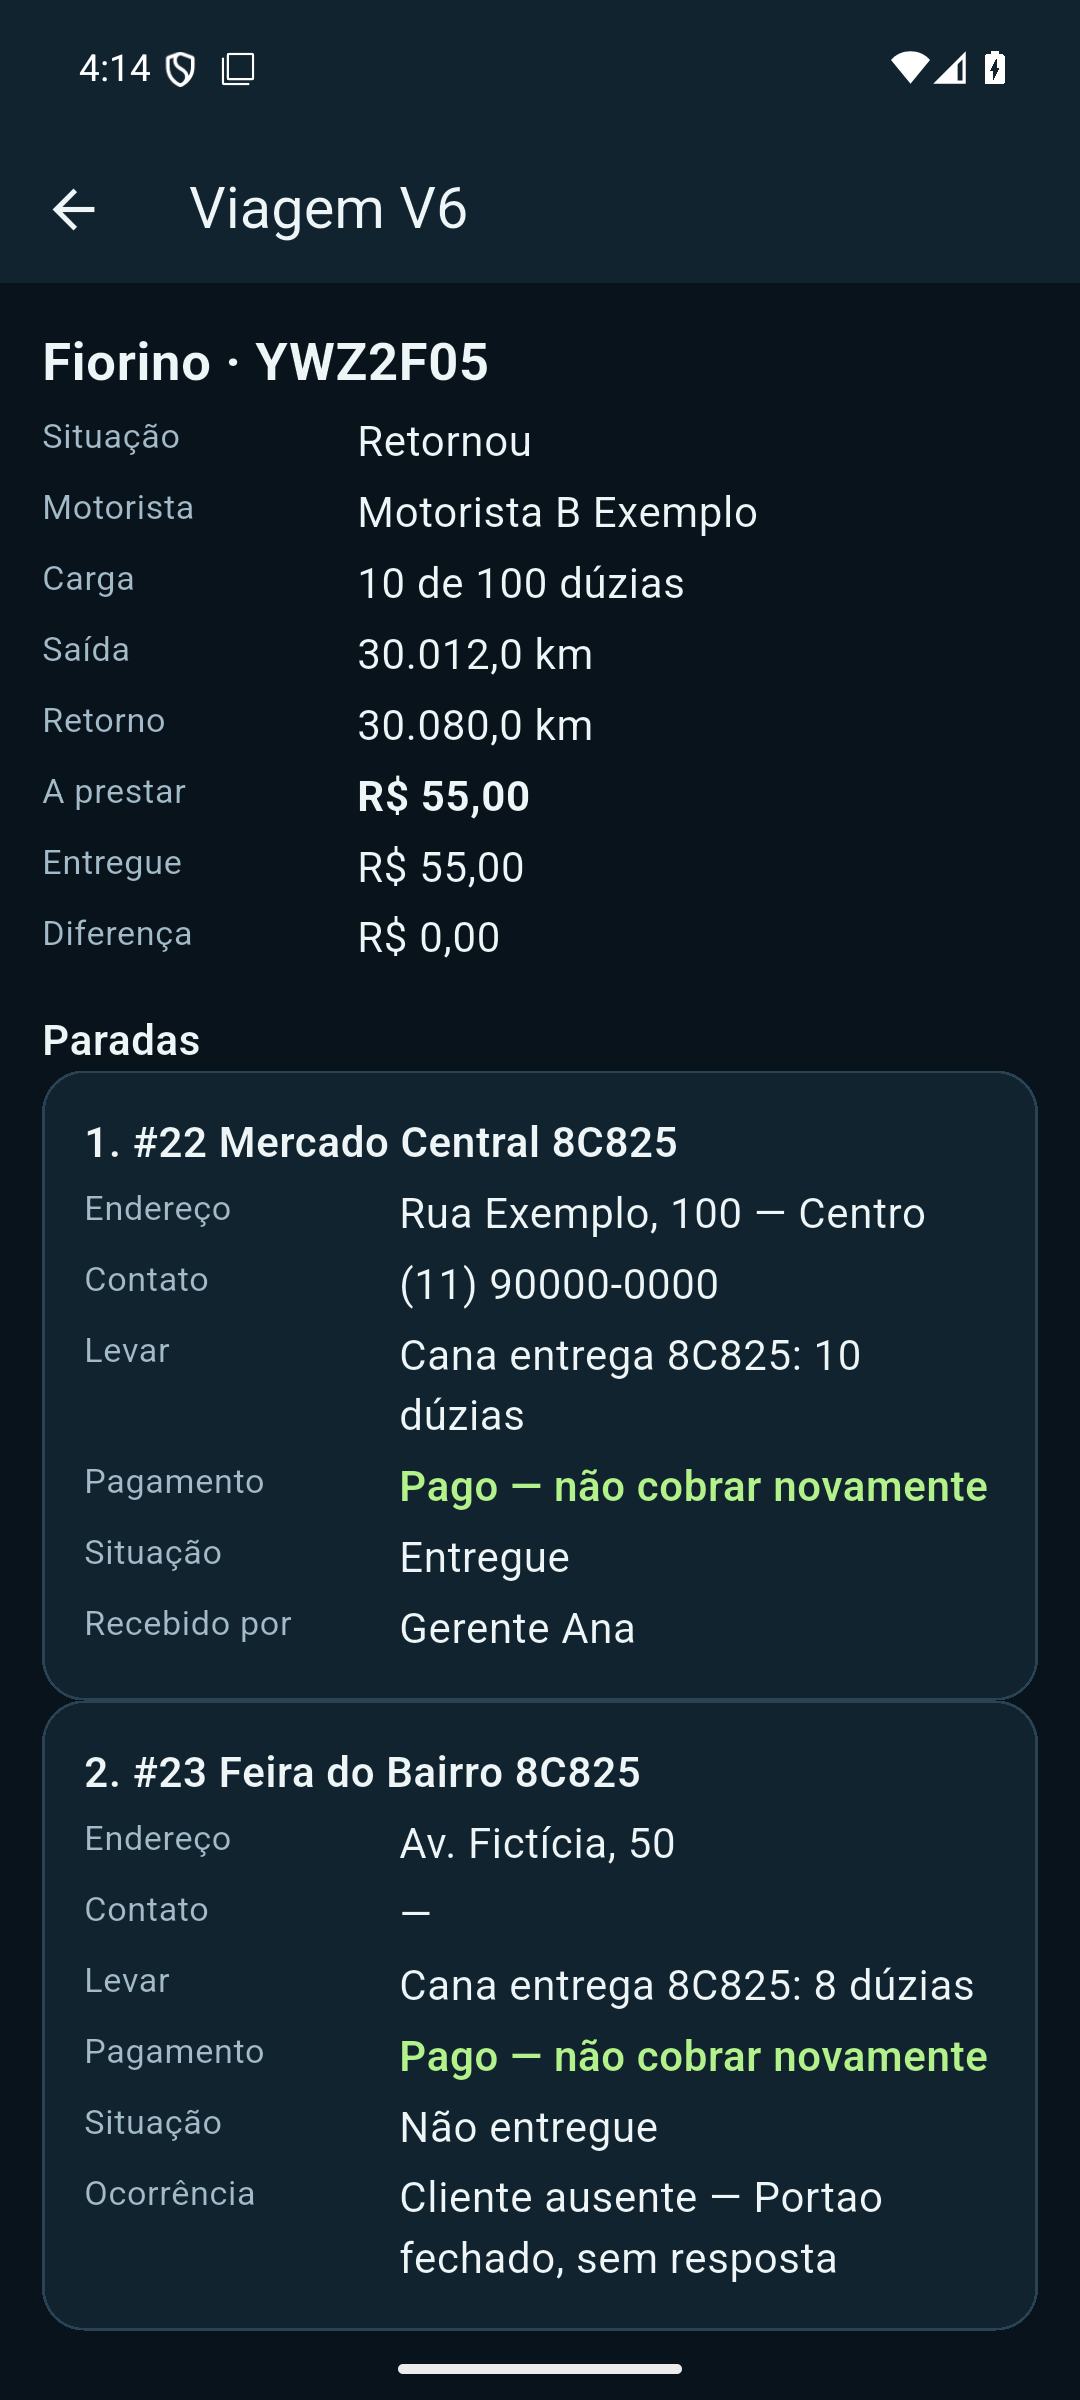 4:14
Viagem V6
Fiorino · YWZ2F05
Situação Retornou
Motorista Motorista B Exemplo
Carga 10 de 100 dúzias
Saída 30.012,0 km
Retorno 30.080,0 km
A prestar R$ 55,00
Entregue R$ 55,00
Diferença R$ 0,00
Paradas
1. #22 Mercado Central 8C825
Endereço Rua Exemplo, 100 — Centro
Contato (11) 90000-0000
Levar Cana entrega 8C825: 10
dúzias
Pagamento Pago — não cobrar novamente
Situação Entregue
Recebido por Gerente Ana
2. #23 Feira do Bairro 8C825
Endereço Av. Fictícia, 50
Contato —
Levar Cana entrega 8C825: 8 dúzias
Pagamento Pago — não cobrar novamente
Situação Não entregue
Ocorrência Cliente ausente — Portao
fechado, sem resposta